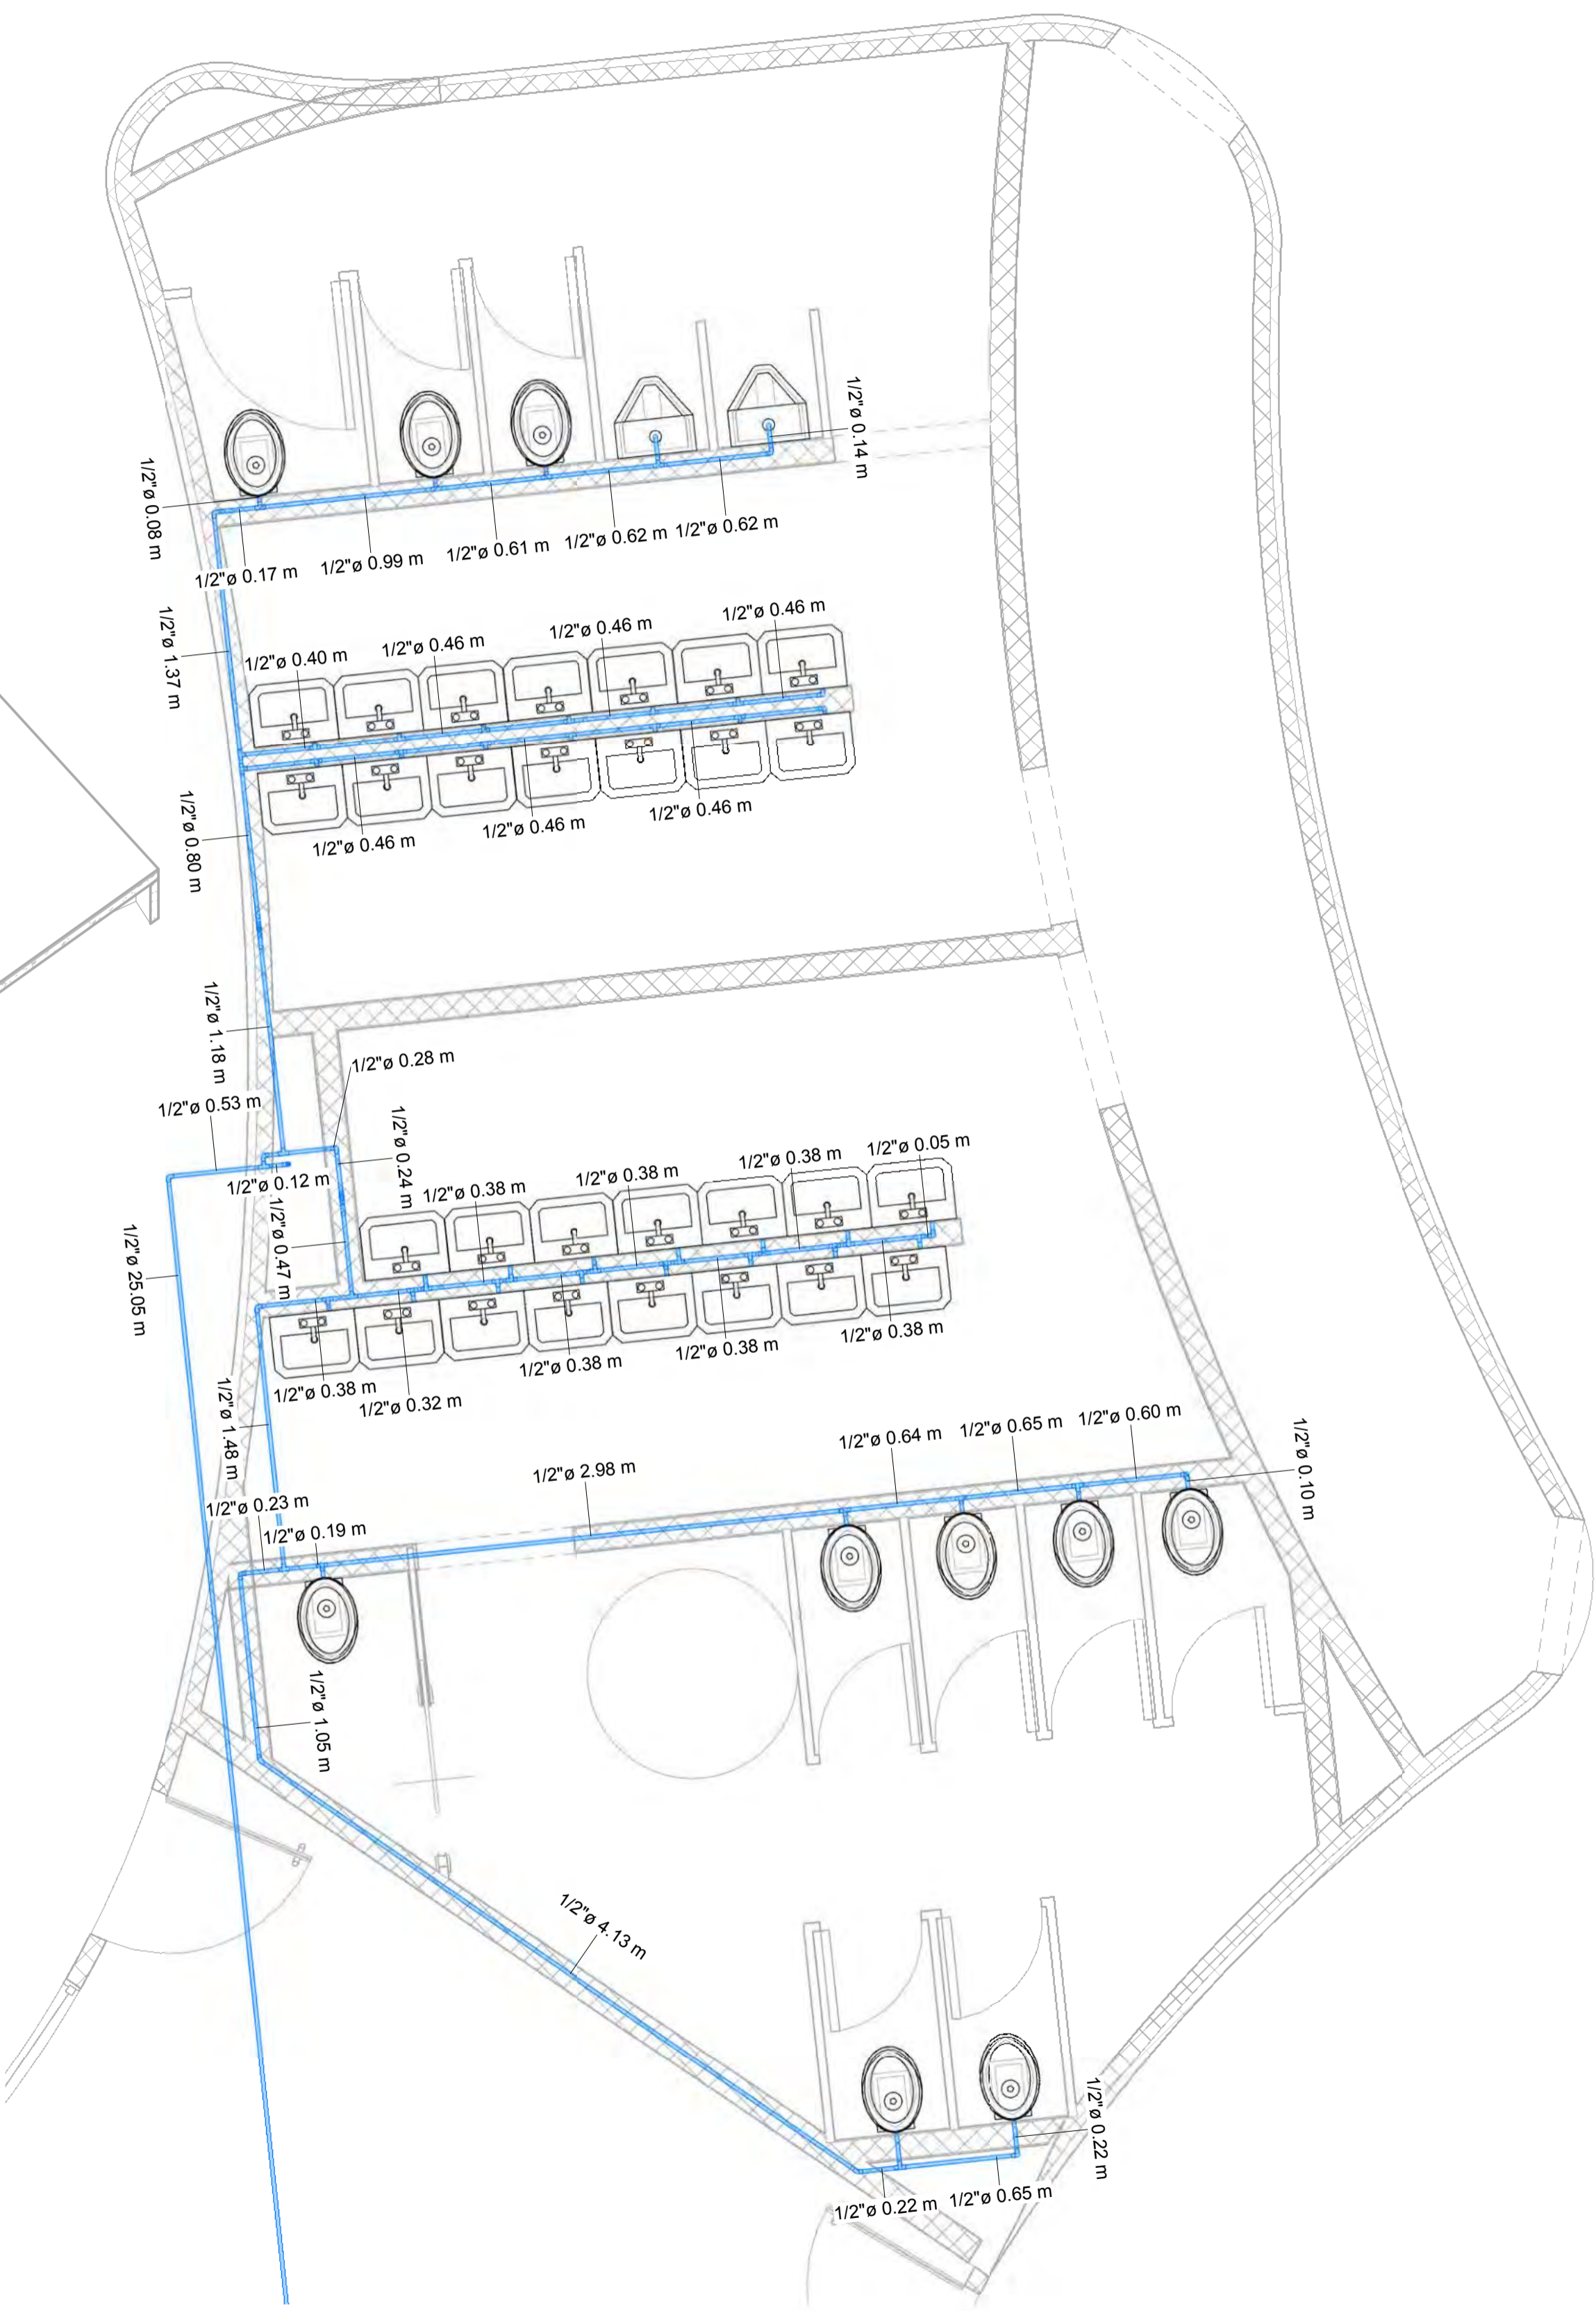 1/2"ø 0.14 m
1/2"ø 0.08 m
1/2"ø 0.17 m
1/2"ø 0.99 m
1/2"ø 0.61 m
1/2"ø 0.62 m
1/2"ø 0.62 m
1/2"ø 1.37 m
1/2"ø 0.40 m
1/2"ø 0.46 m
1/2"ø 0.46 m
1/2"ø 0.46 m
1/2"ø 0.80 m
1/2"ø 0.46 m
1/2"ø 0.46 m
1/2"ø 0.46 m
1/2"ø 1.18 m
1/2"ø 0.28 m
1/2"ø 0.53 m
1/2"ø 0.24 m
1/2"ø 0.12 m
1/2"ø 0.47 m
1/2"ø 0.38 m
1/2"ø 0.38 m
1/2"ø 0.38 m
1/2"ø 0.05 m
1/2"ø 25.05 m
1/2"ø 0.38 m
1/2"ø 0.32 m
1/2"ø 0.38 m
1/2"ø 0.38 m
1/2"ø 0.38 m
1/2"ø 1.48 m
1/2"ø 2.98 m
1/2"ø 0.64 m
1/2"ø 0.65 m
1/2"ø 0.60 m
1/2"ø 0.10 m
1/2"ø 0.23 m
1/2"ø 0.19 m
1/2"ø 1.05 m
1/2"ø 4.13 m
1/2"ø 0.22 m
1/2"ø 0.22 m
1/2"ø 0.65 m